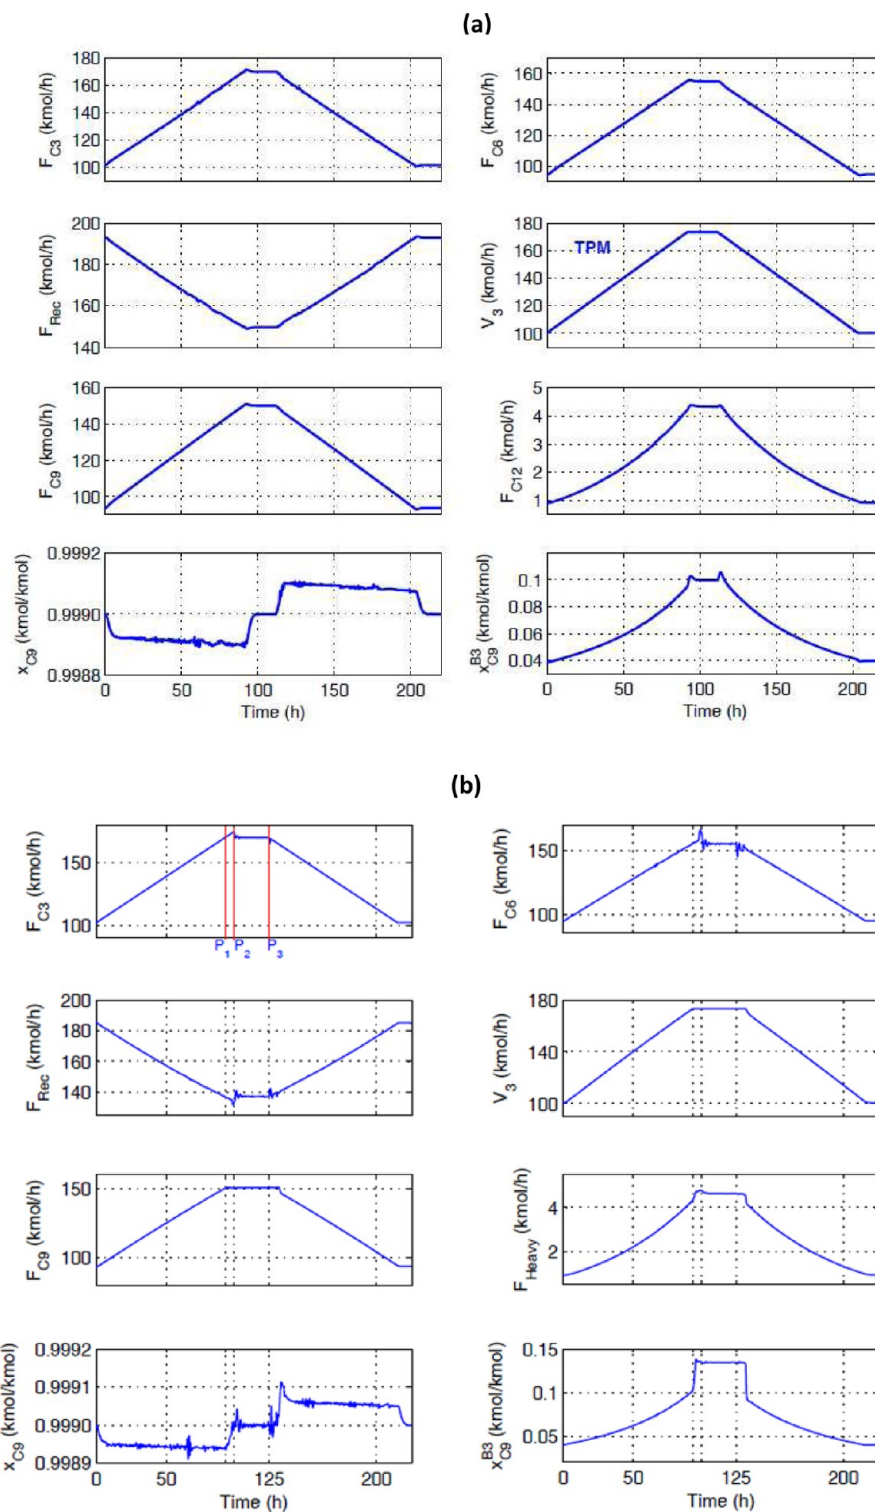 (a)
F_C3 (kmol/h)
180
160
140
120
100
F_C6 (kmol/h)
160
140
120
100
F_Rec (kmol/h)
200
180
160
140
V_3 (kmol/h)
180
160
140
120
100
TPM
F_C9 (kmol/h)
160
140
120
100
F_C12 (kmol/h)
5
4
3
2
1
x_C9 (kmol/kmol)
0.9992
0.9990
0.9988
0 50 100 150 200
Time (h)
x_C9^B3 (kmol/kmol)
0.1
0.08
0.06
0.04
0 50 100 150 200
Time (h)
(b)
F_C3 (kmol/h)
150
100
P_1 P_2 P_3
F_C6 (kmol/h)
150
100
F_Rec (kmol/h)
200
180
160
140
V_3 (kmol/h)
180
140
100
F_C9 (kmol/h)
150
100
F_Heavy (kmol/h)
4
2
x_C9 (kmol/kmol)
0.9992
0.9991
0.9990
0.9989
0 50 125 200
Time (h)
x_C9^B3 (kmol/kmol)
0.15
0.1
0.05
0 50 125 200
Time (h)